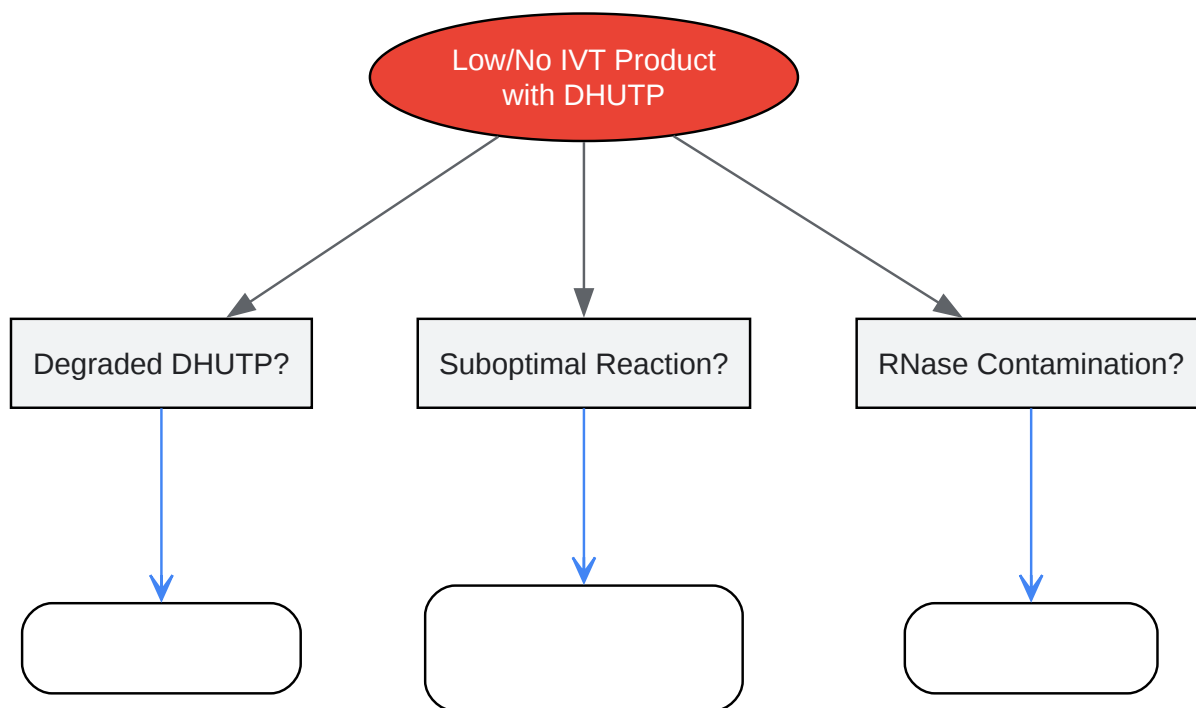 Low/No IVT Product
with DHUTP
Degraded DHUTP?
Suboptimal Reaction?
RNase Contamination?